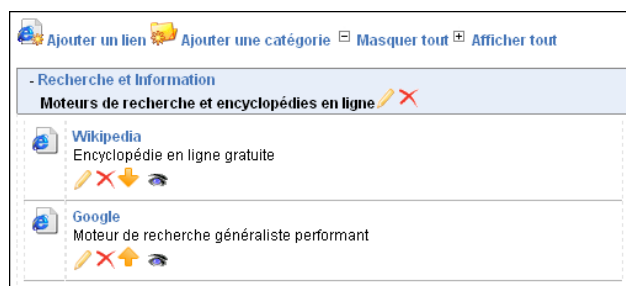 Ajouter un lien Ajouter une catégorie Masquer tout Afficher tout
- Recherche et Information
Moteurs de recherche et encyclopédies en ligne
Wikipedia
Encyclopédie en ligne gratuite
Google
Moteur de recherche généraliste performant